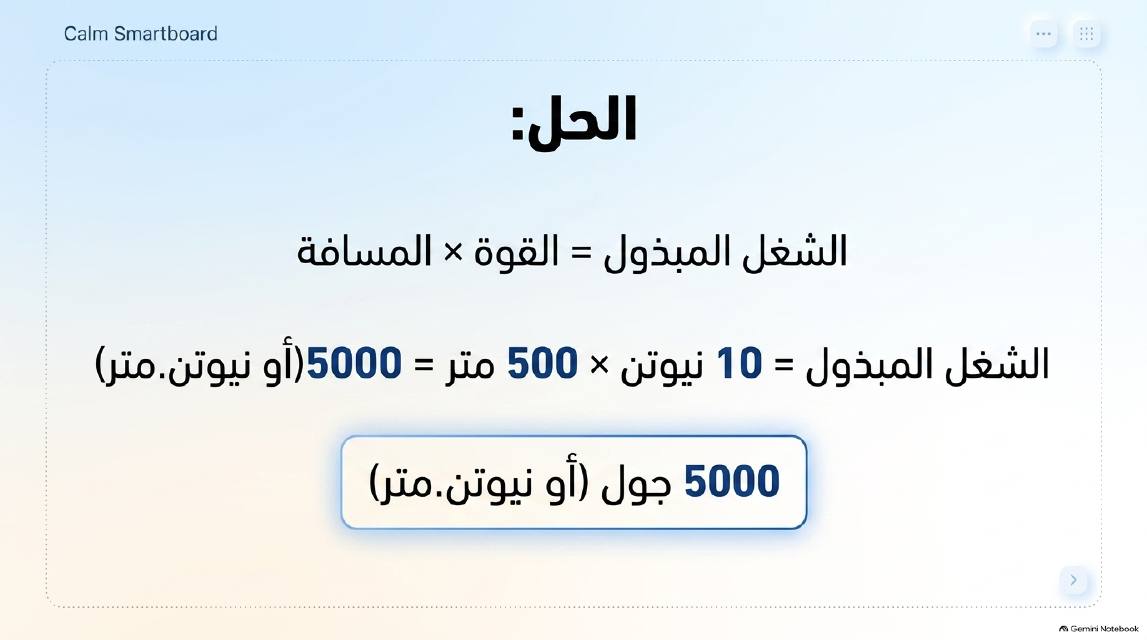 Calm Smartboard
الحل:
الشغل المبذول = القوة × المسافة
الشغل المبذول = 10 نيوتن × 500 متر = 5000(أو نيوتن.متر)
5000 جول (أو نيوتن.متر)
Gemini Notebook